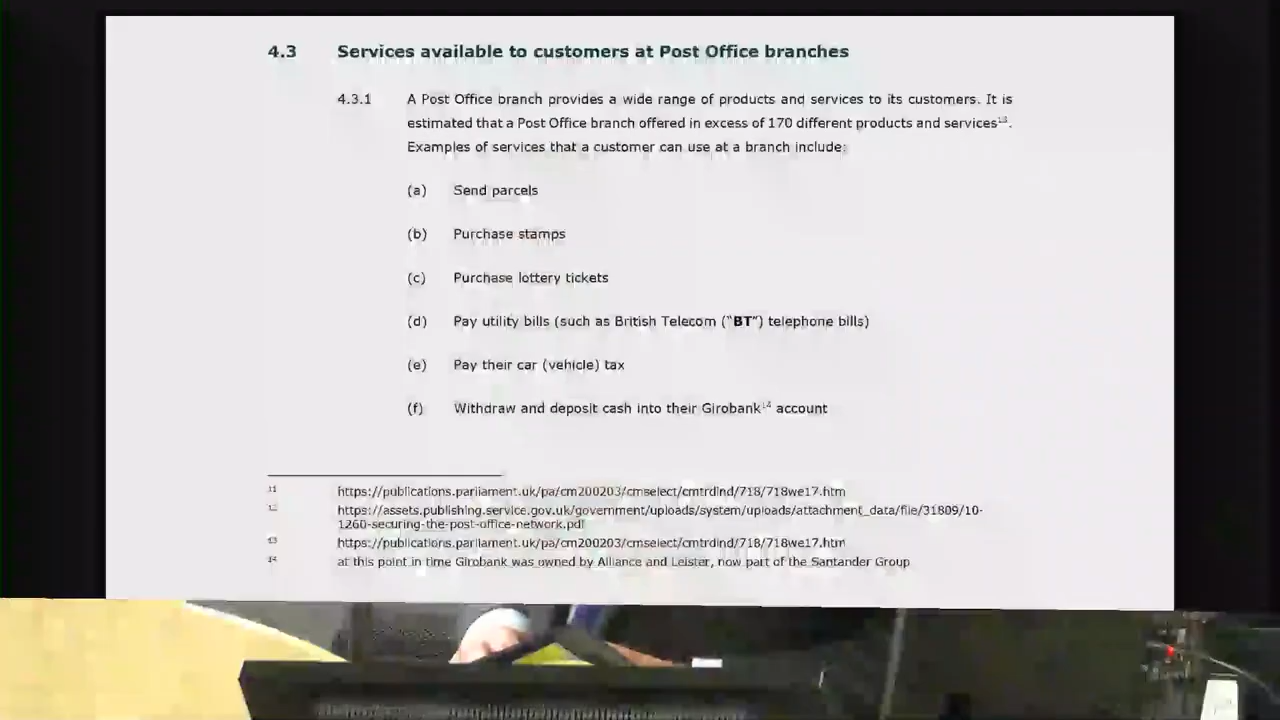 4.3 Services available to customers at Post Office branches
4.3.1 A Post Office branch provides a wide range of products and services to its customers. It is
estimated that a Post Office branch offered in excess of 170 different products and services13.
Examples of services that a customer can use at a branch include:
(a) Send parcels
(b) Purchase stamps
(c) Purchase lottery tickets
(d) Pay utility bills (such as British Telecom (“BT”) telephone bills)
(e) Pay their car (vehicle) tax
(f) Withdraw and deposit cash into their Girobank14 account
11 https://publications.parliament.uk/pa/cm200203/cmselect/cmtrdind/718/718we17.htm
12 https://assets.publishing.service.gov.uk/government/uploads/system/uploads/attachment_data/file/31809/10-
1260-securing-the-post-office-network.pdf
13 https://publications.parliament.uk/pa/cm200203/cmselect/cmtrdind/718/718we17.htm
14 at this point in time Girobank was owned by Alliance and Leister, now part of the Santander Group